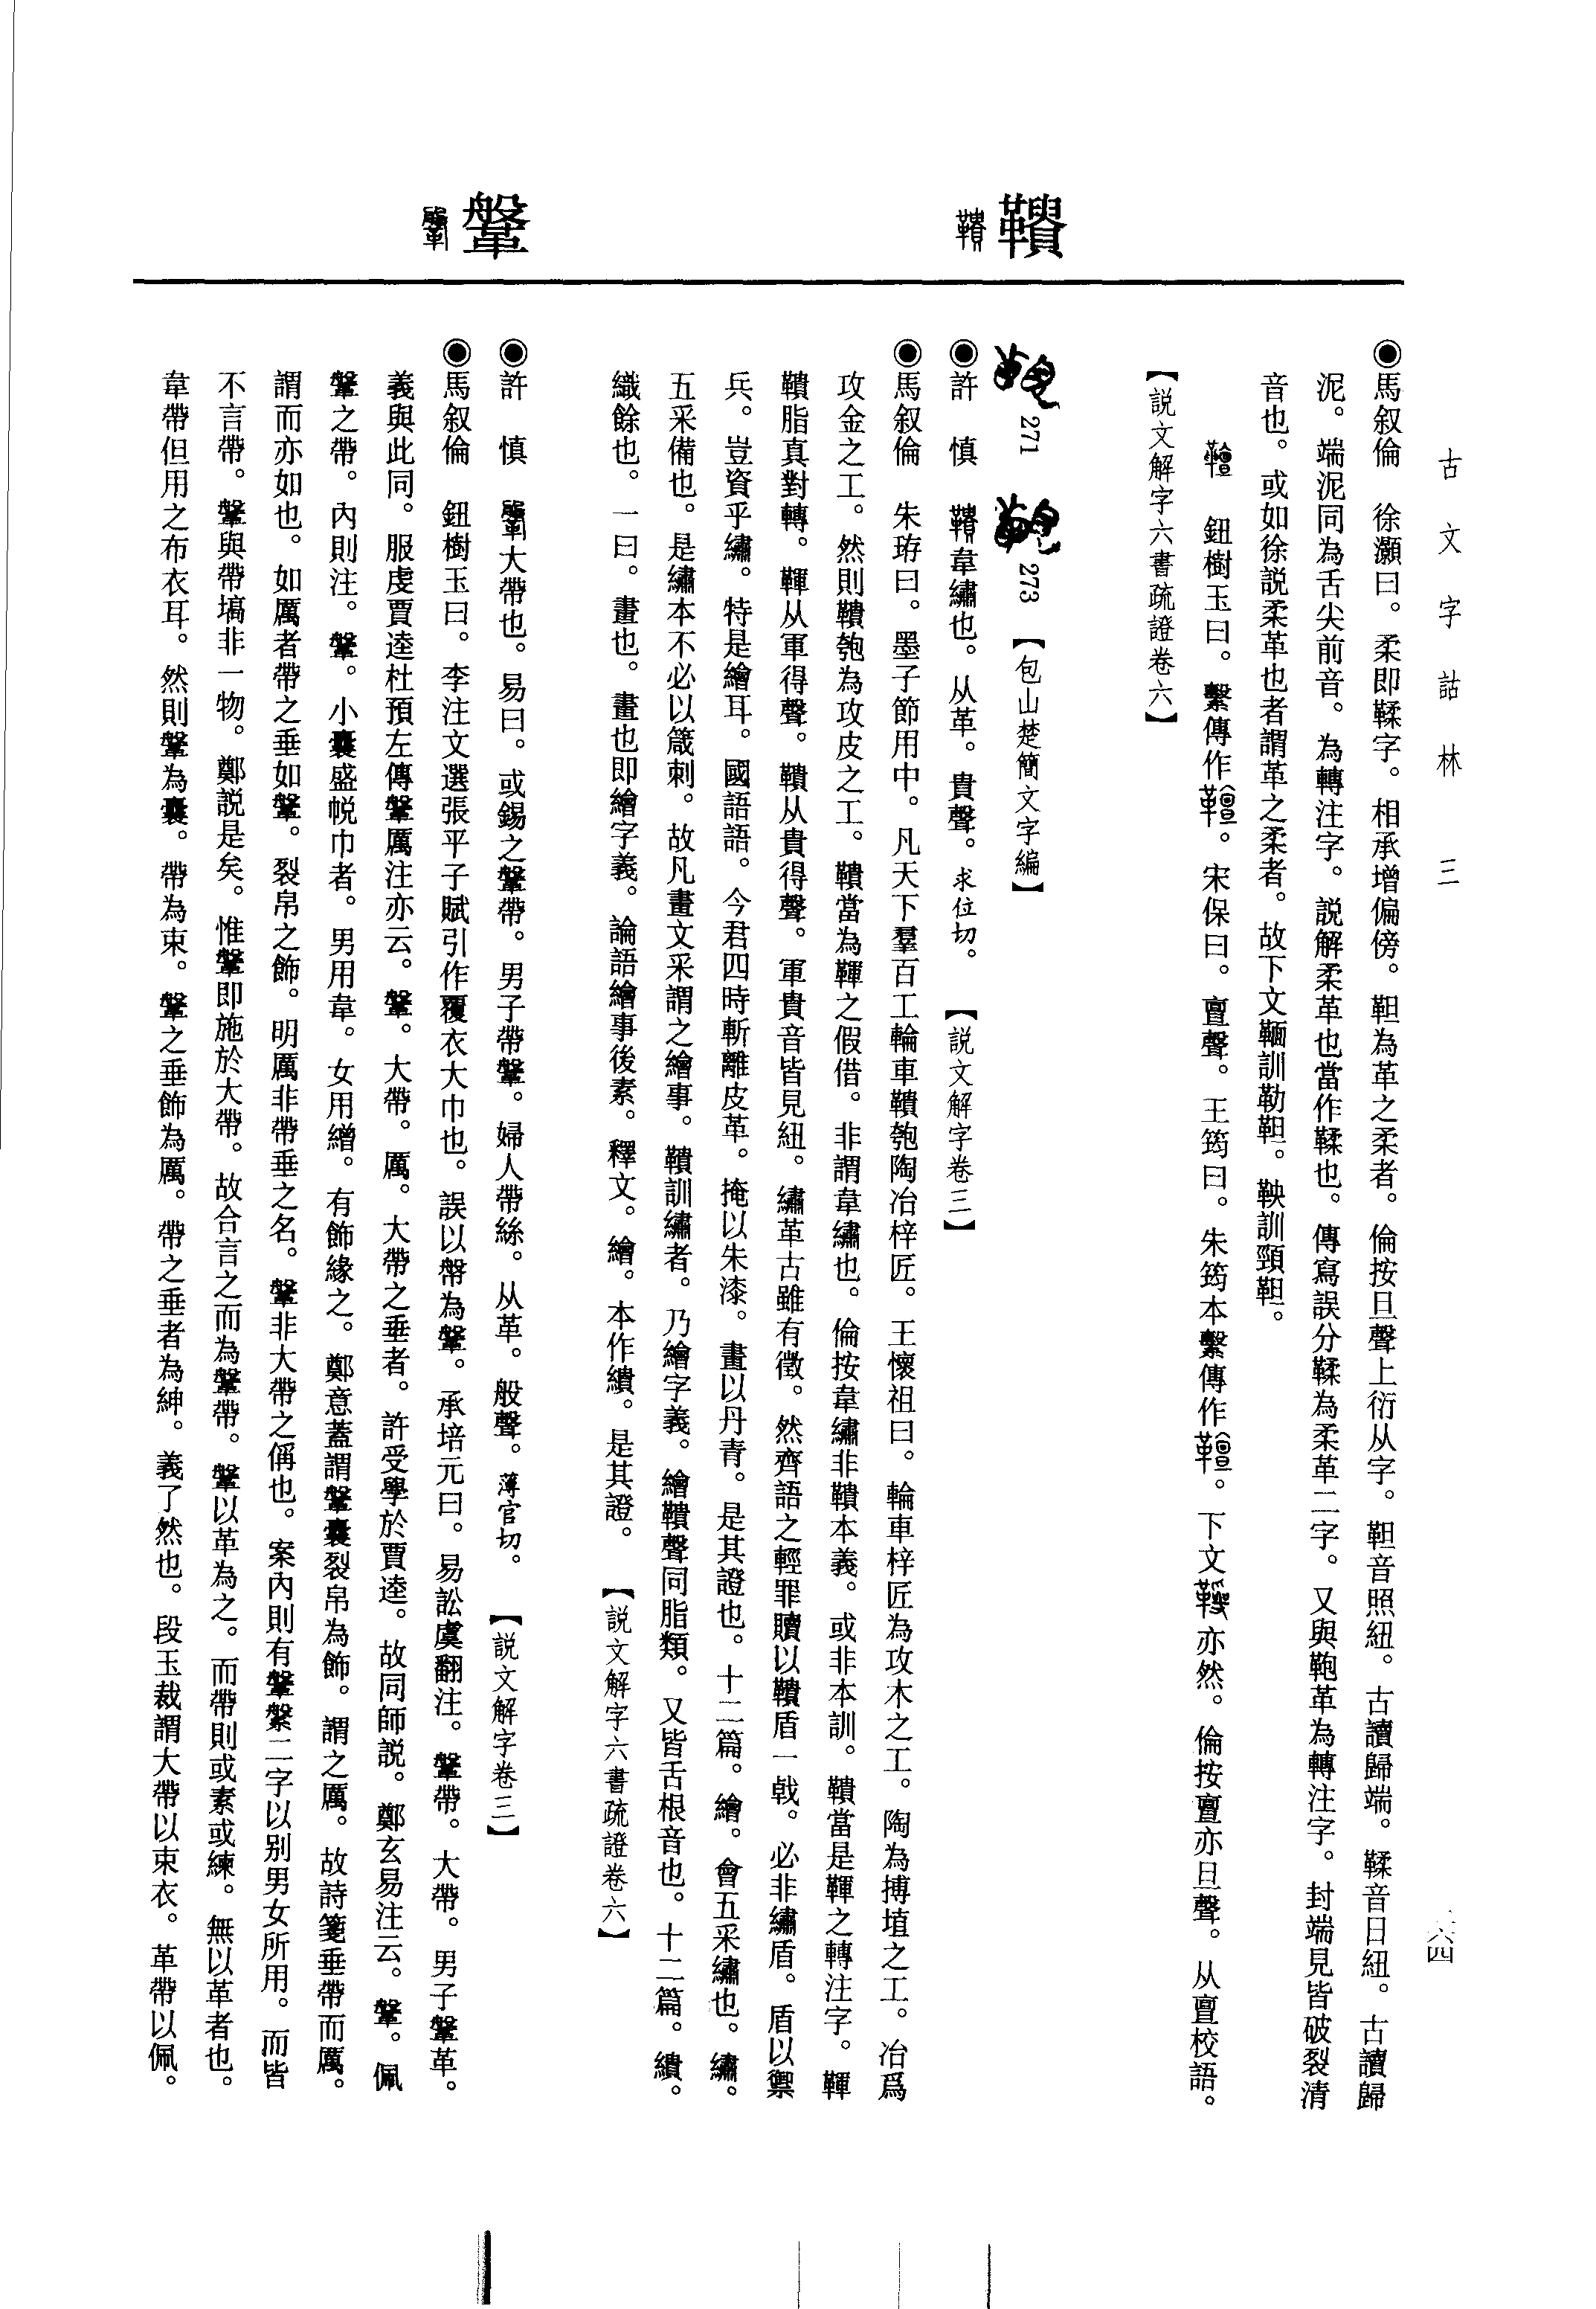 古文字詁林　三
六四
◉馬叙倫　徐灝曰。柔即鞣字。相承增偏傍。靼為革之柔者。倫按旦聲上衍从字。靼音照紐。古讀歸端。鞣音日紐。古讀歸
泥。端泥同為舌尖前音。為轉注字。説解柔革也當作鞣也。傳寫誤分鞣為柔革二字。又與鞄革為轉注字。封端見皆破裂清
音也。或如徐説柔革也者謂革之柔者。故下文鞭訓勒靼。鞅訓頸靼。
鈕樹玉曰。繫傳作。宋保曰。亶聲。王筠曰。朱筠本繫傳作。下文亦然。倫按亶亦旦聲。从亶校語。
【説文解字六書疏證卷六】
鞼
271　273　【包山楚簡文字編】
◉許　慎　韋繡也。从革。貴聲。求位切。【説文解字卷三】
◉馬叙倫　朱珔曰。墨子節用中。凡天下羣百工輪車鞼匏陶冶梓匠。王懷祖曰。輪車梓匠為攻木之工。陶為摶埴之工。冶爲
攻金之工。然則鞼匏為攻皮之工。鞼當為韗之假借。非謂韋繡也。倫按韋繡非鞼本義。或非本訓。鞼當是韗之轉注字。韗
鞼脂真對轉。韗从軍得聲。鞼从貴得聲。軍貴音皆見紐。繡革古雖有徵。然齊語之輕罪贖以鞼盾一戟。必非繡盾。盾以禦
兵。豈資乎繡。特是繪耳。國語語。今君四時斬離皮革。掩以朱漆。畫以丹青。是其證也。十二篇。繪。會五采繡也。繡。
五采備也。是繡本不必以箴刺。故凡畫文采謂之繪事。鞼訓繡者。乃繪字義。繪鞼聲同脂類。又皆舌根音也。十二篇。繢。
織餘也。一曰。畫也。畫也即繪字義。論語繪事後素。釋文。繪。本作繢。是其證。【説文解字六書疏證卷六】
鞶
◉許　慎　大帶也。易曰。或錫之鞶帶。男子帶鞶。婦人帶絲。从革。般聲。薄官切。【説文解字卷三】
◉馬叙倫　鈕樹玉曰。李注文選張平子賦引作覆衣大巾也。誤以幋為鞶。承培元曰。易訟虞翻注。鞶帶。大帶。男子鞶革。
義與此同。服虔賈逵杜預左傳鞶厲注亦云。鞶。大帶。厲。大帶之垂者。許受學於賈逵。故同師説。鄭玄易注云。鞶。佩
鞶之帶。內則注。鞶。小囊盛帨巾者。男用韋。女用繒。有飾緣之。鄭意蓋謂鞶囊裂帛為飾。謂之厲。故詩箋垂帶而厲。
謂而亦如也。如厲者帶之垂如鞶。裂帛之飾。明厲非帶垂之名。鞶非大帶之偁也。案內則有鞶繫二字以别男女所用。而皆
不言帶。鞶與帶塙非一物。鄭説是矣。惟鞶即施於大帶。故合言之而為鞶帶。鞶以革為之。而帶則或素或練。無以革者也。
韋帶但用之布衣耳。然則鞶為囊。帶為束。鞶之垂飾為厲。帶之垂者為紳。義了然也。段玉裁謂大帶以束衣。革帶以佩。